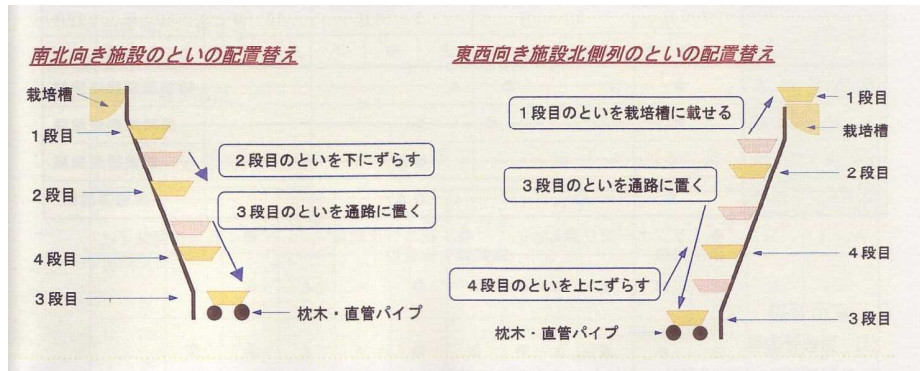 南北向き施設のといの配置替え
栽培槽
1段目
2段目のといを下にずらす
2段目
3段目のといを通路に置く
4段目
3段目
枕木・直管パイプ
東西向き施設北側列のといの配置替え
1段目
1段目のといを栽培槽に載せる
栽培槽
2段目
3段目のといを通路に置く
4段目
4段目のといを上にずらす
3段目
枕木・直管パイプ